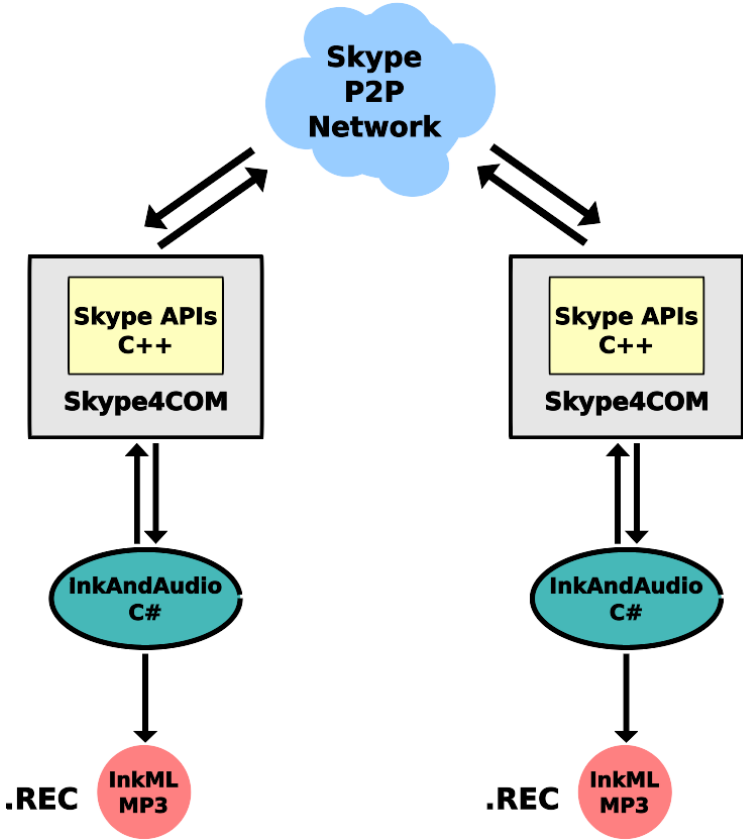 Skype
P2P
Network
Skype APIs
C++
Skype4COM
Skype APIs
C++
Skype4COM
InkAndAudio
C#
InkAndAudio
C#
.REC
InkML
MP3
.REC
InkML
MP3